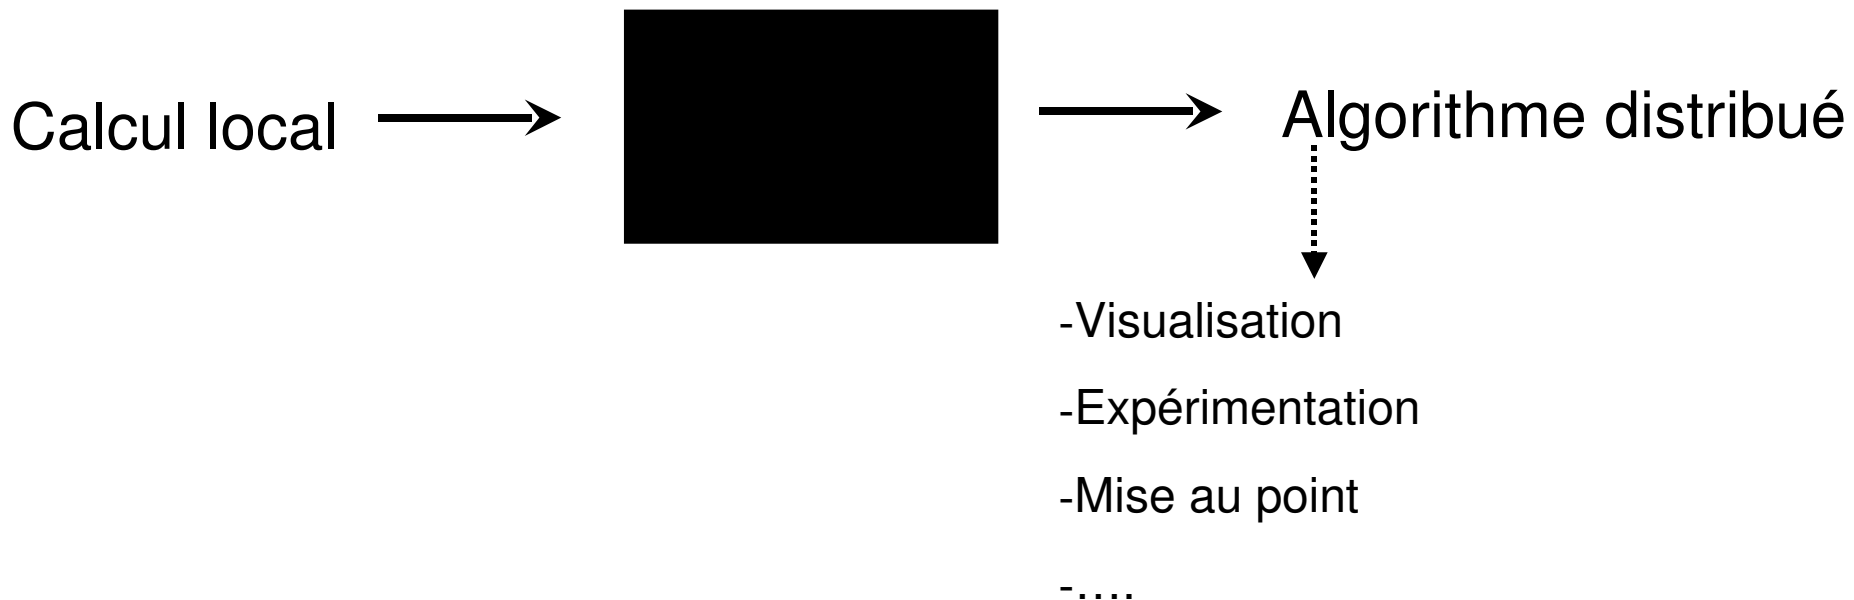 Calcul local
Algorithme distribué
-Visualisation
-Expérimentation
-Mise au point
-....